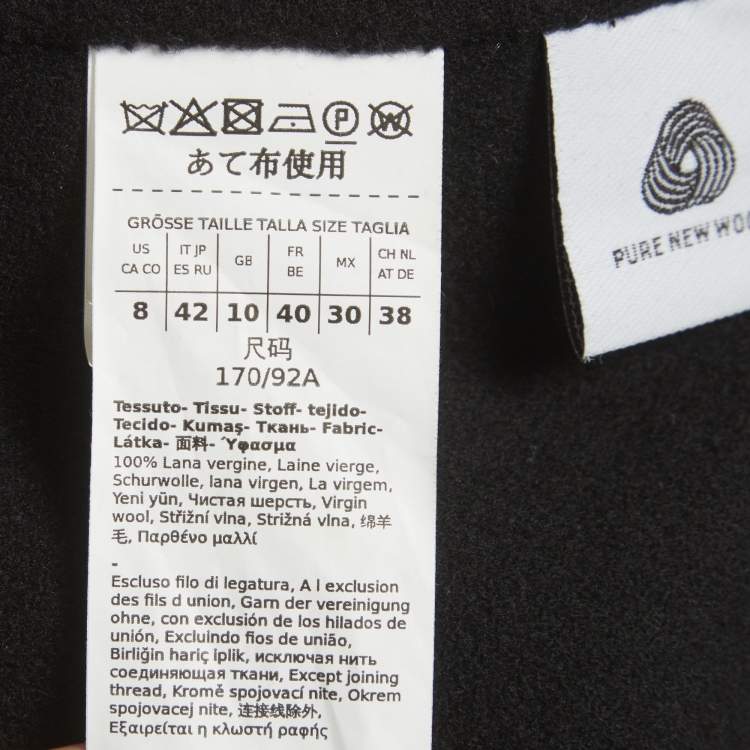 P W
あて布使用
GRÖSSE TAILLE TALLA SIZE TAGLIA
US CA CO | IT JP ES RU | GB | FR BE | MX | CH NL AT DE
8 | 42 | 10 | 40 | 30 | 38
尺码
170/92A
Tessuto- Tissu- Stoff- tejido-
Tecido- Kumaş- Ткань- Fabric-
Látka- 面料- Ύφασμα
100% Lana vergine, Laine vierge,
Schurwolle, lana virgen, La virgem,
Yeni yün, Чистая шерсть, Virgin
wool, Střižní vlna, Strižná vlna, 绵羊
毛, Παρθένο μαλλί
-
Escluso filo di legatura, A l exclusion
des fils d union, Garn der vereinigung
ohne, con exclusión de los hilados de
unión, Excluindo fios de união,
Birliğin hariç iplik, исключая нить
соединяющая ткани, Except joining
thread, Kromě spojovací nite, Okrem
spojovacej nite, 连接线除外,
Εξαιρείται η κλωστή ραφής
PURE NEW WOO